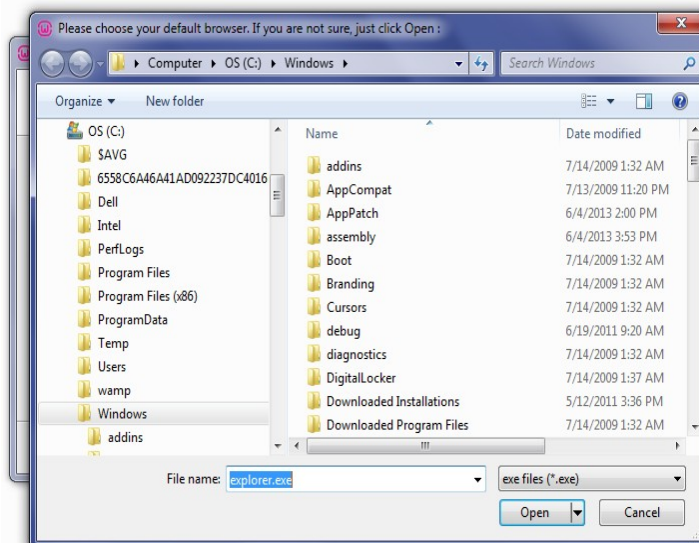 Please choose your default browser. If you are not sure, just click Open :
Computer OS (C:) Windows
Search Windows
Organize New folder
OS (C:)
$AVG
6558C6A46A41AD092237DC4016
Dell
Intel
PerfLogs
Program Files
Program Files (x86)
ProgramData
Temp
Users
wamp
Windows
addins
Name Date modified
addins 7/14/2009 1:32 AM
AppCompat 7/13/2009 11:20 PM
AppPatch 6/4/2013 2:00 PM
assembly 6/4/2013 3:53 PM
Boot 7/14/2009 1:32 AM
Branding 7/14/2009 1:32 AM
Cursors 7/14/2009 1:32 AM
debug 6/19/2011 9:20 AM
diagnostics 7/14/2009 1:32 AM
DigitalLocker 7/14/2009 1:37 AM
Downloaded Installations 5/12/2011 3:36 PM
Downloaded Program Files 7/14/2009 1:32 AM
File name: explorer.exe exe files (*.exe)
Open Cancel